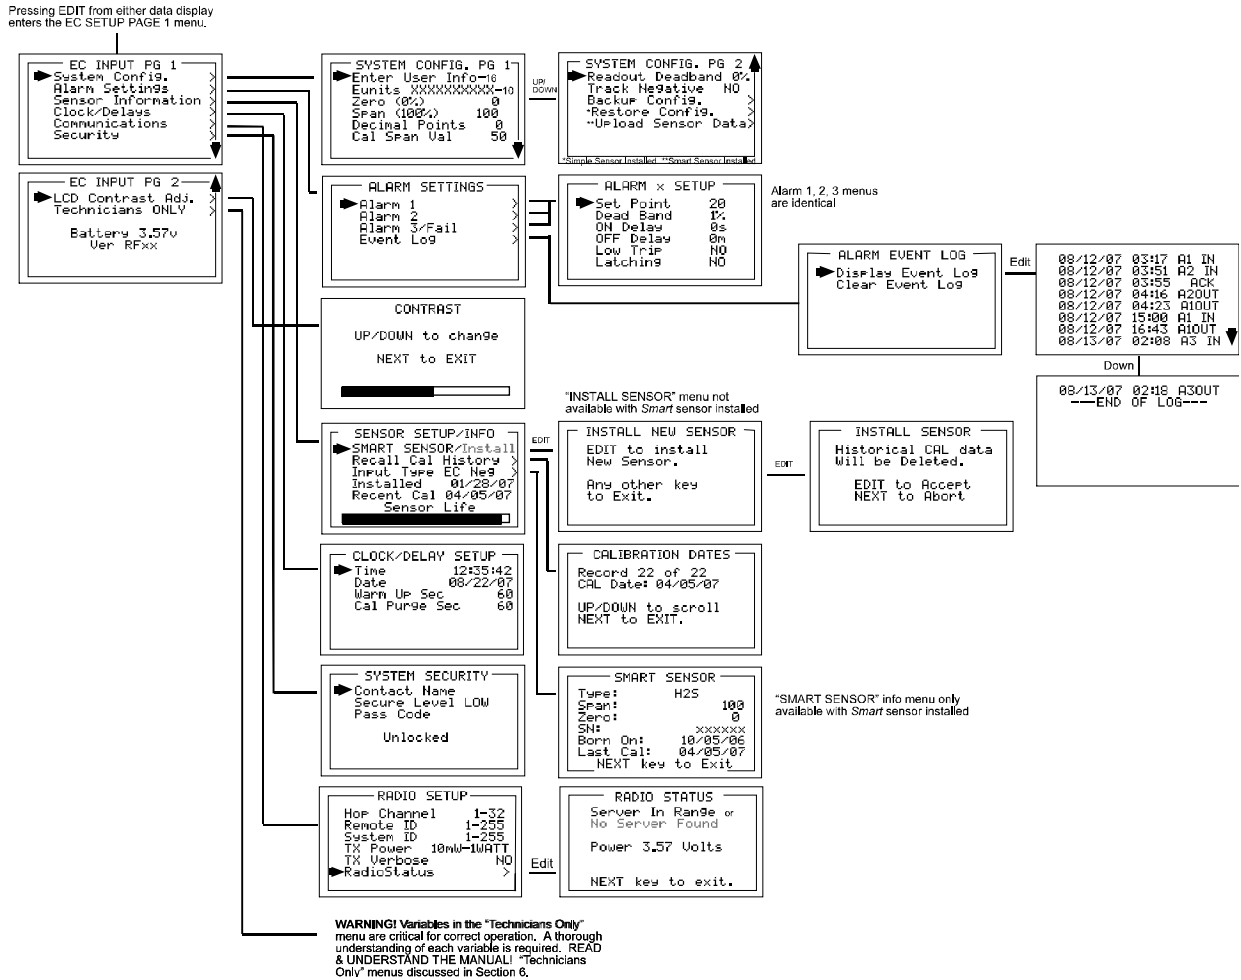 Pressing EDIT from either data display
enters the EC SETUP PAGE 1 menu.
EC INPUT PG 1
System Config. >
Alarm Settings >
Sensor Information >
Clock/Delays >
Communications >
Security >
EC INPUT PG 2
LCD Contrast Adj. >
Technicians ONLY >
Battery 3.57v
Ver RFxx
SYSTEM CONFIG. PG 1
Enter User Info-16
Eunits XXXXXXXXXX-10
Zero (0%) 0
Span (100%) 100
Decimal Points 0
Cal Span Val 50
UP/
DOWN
SYSTEM CONFIG. PG 2
Readout Deadband 0%
Track Negative NO
Backup Config. >
*Restore Config. >
**Upload Sensor Data>
*Simple Sensor Installed **Smart Sensor Installed
ALARM SETTINGS
Alarm 1 >
Alarm 2 >
Alarm 3/Fail >
Event Log >
ALARM x SETUP
Set Point 20
Dead Band 1%
ON Delay 0s
OFF Delay 0m
Low Trip NO
Latching NO
Alarm 1, 2, 3 menus
are identical
ALARM EVENT LOG
Display Event Log
Clear Event Log
Edit
08/12/07 03:17 A1 IN
08/12/07 03:51 A2 IN
08/12/07 03:55 ACK
08/12/07 04:16 A2OUT
08/12/07 04:23 A1OUT
08/12/07 15:00 A1 IN
08/12/07 16:43 A1OUT
08/13/07 02:08 A3 IN
Down
08/13/07 02:18 A3OUT
---END OF LOG---
CONTRAST
UP/DOWN to change
NEXT to EXIT
"INSTALL SENSOR" menu not
available with Smart sensor installed
SENSOR SETUP/INFO
SMART SENSOR/Install
Recall Cal History >
Input Type EC Neg >
Installed 01/28/07
Recent Cal 04/05/07
Sensor Life
EDIT
INSTALL NEW SENSOR
EDIT to install
New Sensor.
Any other key
to Exit.
EDIT
INSTALL SENSOR
Historical CAL data
Will be Deleted.
EDIT to Accept
NEXT to Abort
CLOCK/DELAY SETUP
Time 12:35:42
Date 08/22/07
Warm Up Sec 60
Cal Purge Sec 60
CALIBRATION DATES
Record 22 of 22
CAL Date: 04/05/07
UP/DOWN to scroll
NEXT to EXIT.
SYSTEM SECURITY
Contact Name
Secure Level LOW
Pass Code
Unlocked
SMART SENSOR
Type: H2S
Span: 100
Zero: 0
SN: xxxxxx
Born On: 10/05/06
Last Cal: 04/05/07
NEXT key to Exit
"SMART SENSOR" info menu only
available with Smart sensor installed
RADIO SETUP
Hop Channel 1-32
Remote ID 1-255
System ID 1-255
TX Power 10mW-1WATT
TX Verbose NO
RadioStatus >
Edit
RADIO STATUS
Server In Range or
No Server Found
Power 3.57 Volts
NEXT key to exit.
WARNING! Variables in the "Technicians Only"
menu are critical for correct operation. A thorough
understanding of each variable is required. READ
& UNDERSTAND THE MANUAL! "Technicians
Only" menus discussed in Section 6.